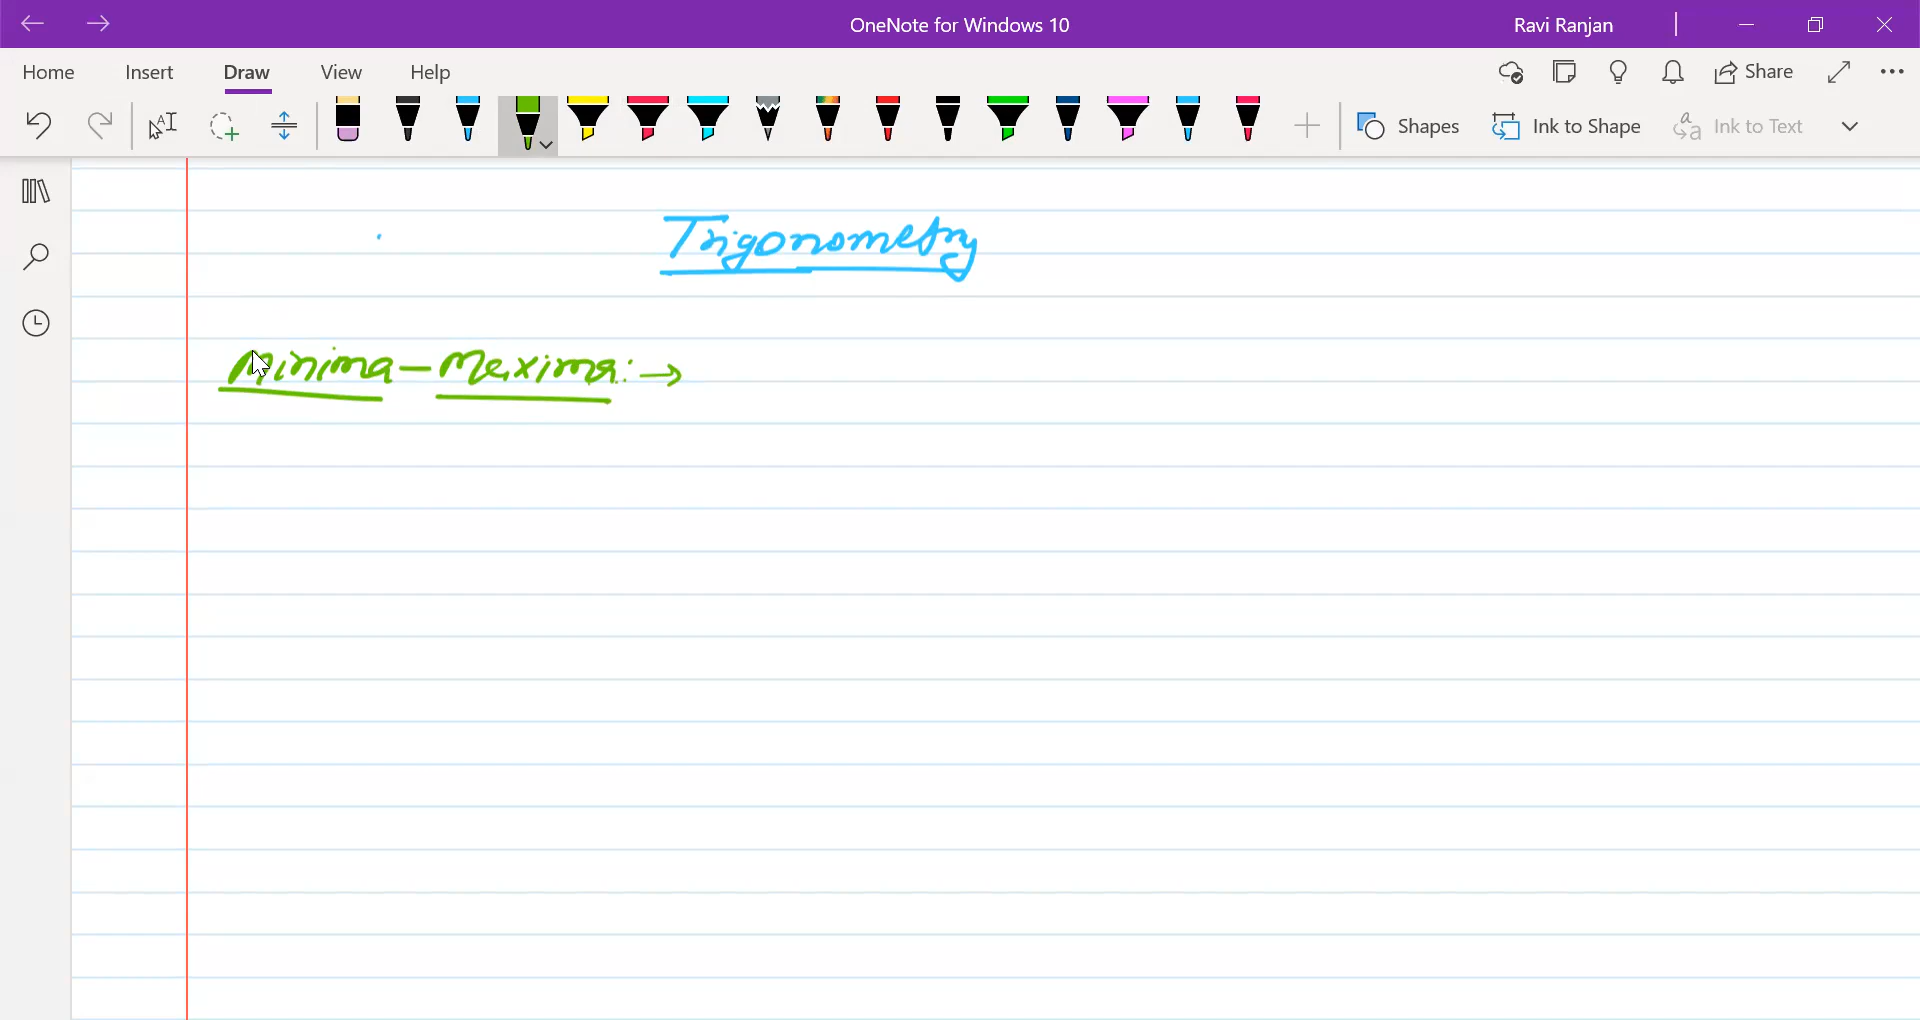 OneNote for Windows 10 Ravi Ranjan
Home Insert Draw View Help Share
Shapes Ink to Shape Ink to Text
Trigonometry
Minima - Maxima : →